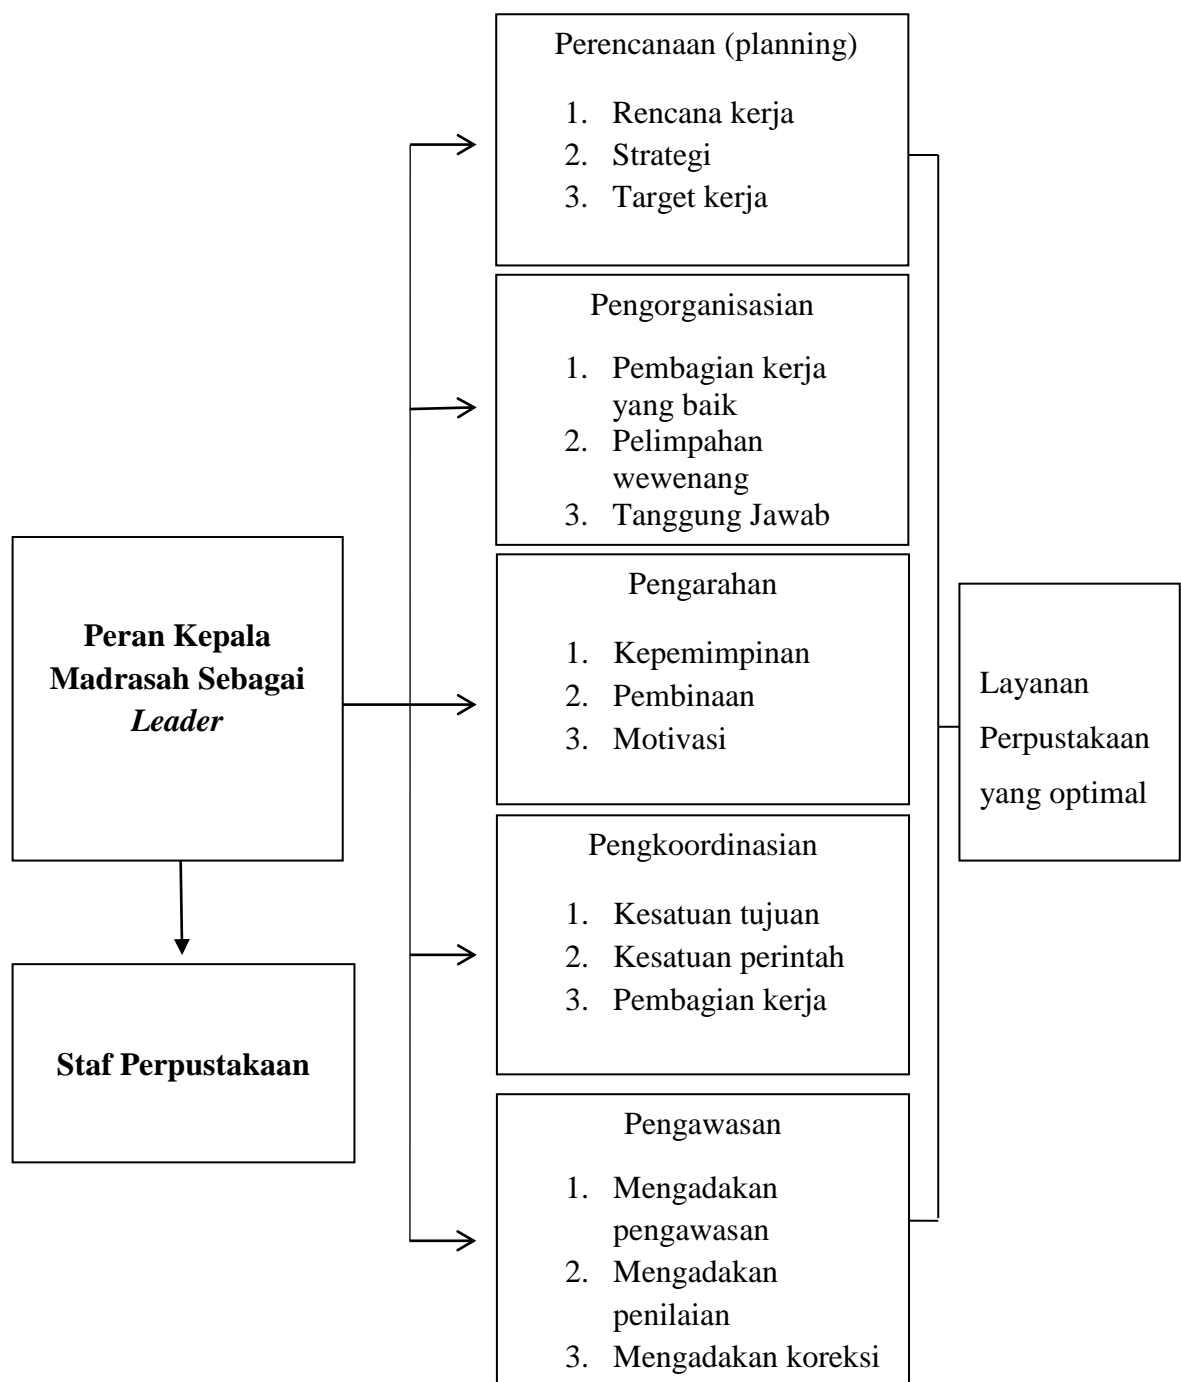 Perencanaan (planning)
1. Rencana kerja
2. Strategi
3. Target kerja
Pengorganisasian
1. Pembagian kerja
yang baik
2. Pelimpahan
wewenang
3. Tanggung Jawab
Peran Kepala
Madrasah Sebagai
Leader
Pengarahan
1. Kepemimpinan
2. Pembinaan
3. Motivasi
Layanan
Perpustakaan
yang optimal
Pengkoordinasian
1. Kesatuan tujuan
2. Kesatuan perintah
3. Pembagian kerja
Staf Perpustakaan
Pengawasan
1. Mengadakan
pengawasan
2. Mengadakan
penilaian
3. Mengadakan koreksi